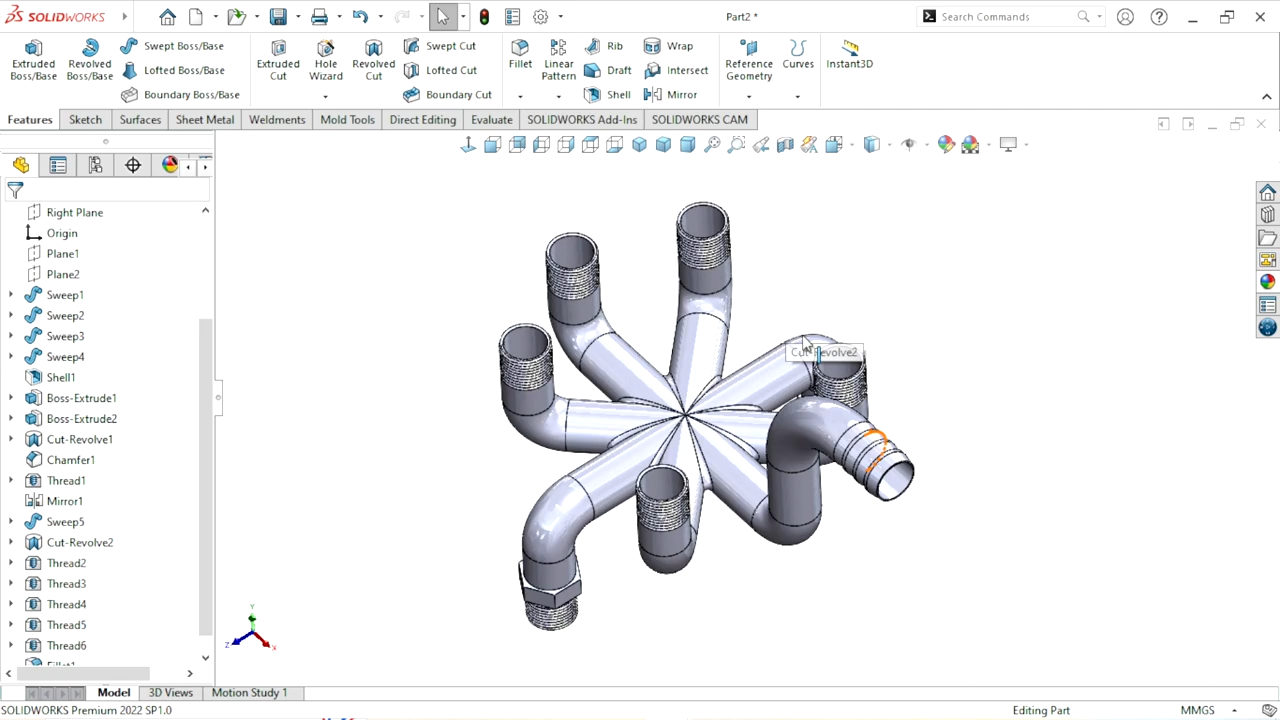 SOLIDWORKS
Part2 *
Search Commands
Extruded Boss/Base
Revolved Boss/Base
Swept Boss/Base
Lofted Boss/Base
Boundary Boss/Base
Extruded Cut
Hole Wizard
Revolved Cut
Swept Cut
Lofted Cut
Boundary Cut
Fillet
Linear Pattern
Rib
Draft
Shell
Wrap
Intersect
Mirror
Reference Geometry
Curves
Instant3D
Features Sketch Surfaces Sheet Metal Weldments Mold Tools Direct Editing Evaluate SOLIDWORKS Add-Ins SOLIDWORKS CAM
Right Plane
Origin
Plane1
Plane2
Sweep1
Sweep2
Sweep3
Sweep4
Shell1
Boss-Extrude1
Boss-Extrude2
Cut-Revolve1
Chamfer1
Thread1
Mirror1
Sweep5
Cut-Revolve2
Thread2
Thread3
Thread4
Thread5
Thread6
Fillet1
Cut-Revolve2
Y
Z
X
Model 3D Views Motion Study 1
SOLIDWORKS Premium 2022 SP1.0
Editing Part
MMGS